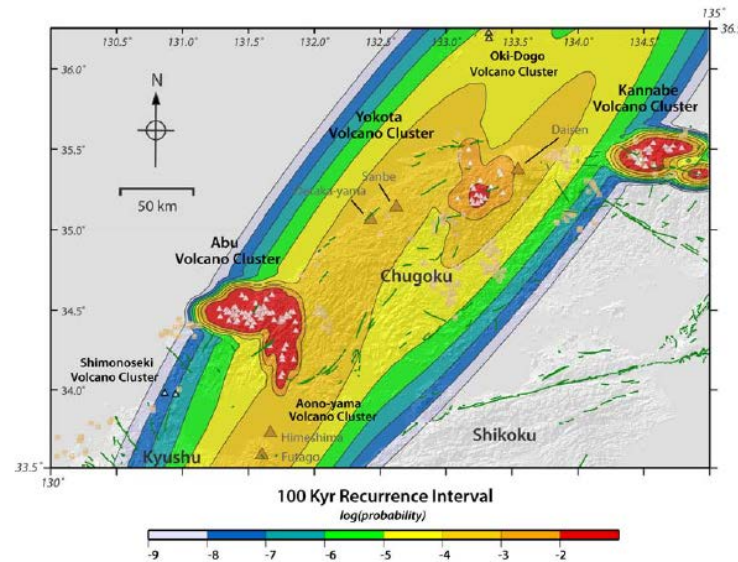 135°
130.5° 131.0° 131.5° 132.0° 132.5° 133.0° 133.5° 134.0° 134.5° 36.5
Oki-Dogo
Volcano Cluster
36.0°
N
Kannabe
Volcano Cluster
Yokota
Volcano Cluster
Daisen
35.5°
Sanbe
50 km
35.0°
Abu
Volcano Cluster
Chugoku
34.5°
Shimonoseki
Volcano Cluster
34.0°
Aono-yama
Volcano Cluster
Himeshima
Shikoku
Futago
Kyushu
33.5°
130°
100 Kyr Recurrence Interval
log(probability)
-9 -8 -7 -6 -5 -4 -3 -2